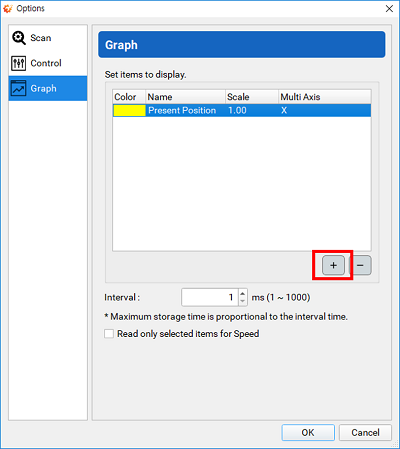 Options
Scan
Control
Graph
Graph
Set items to display.
Color Name Scale Multi Axis
Present Position 1.00 X
+ −
Interval : 1 ms (1 ~ 1000)
* Maximum storage time is proportional to the interval time.
Read only selected items for Speed
OK Cancel